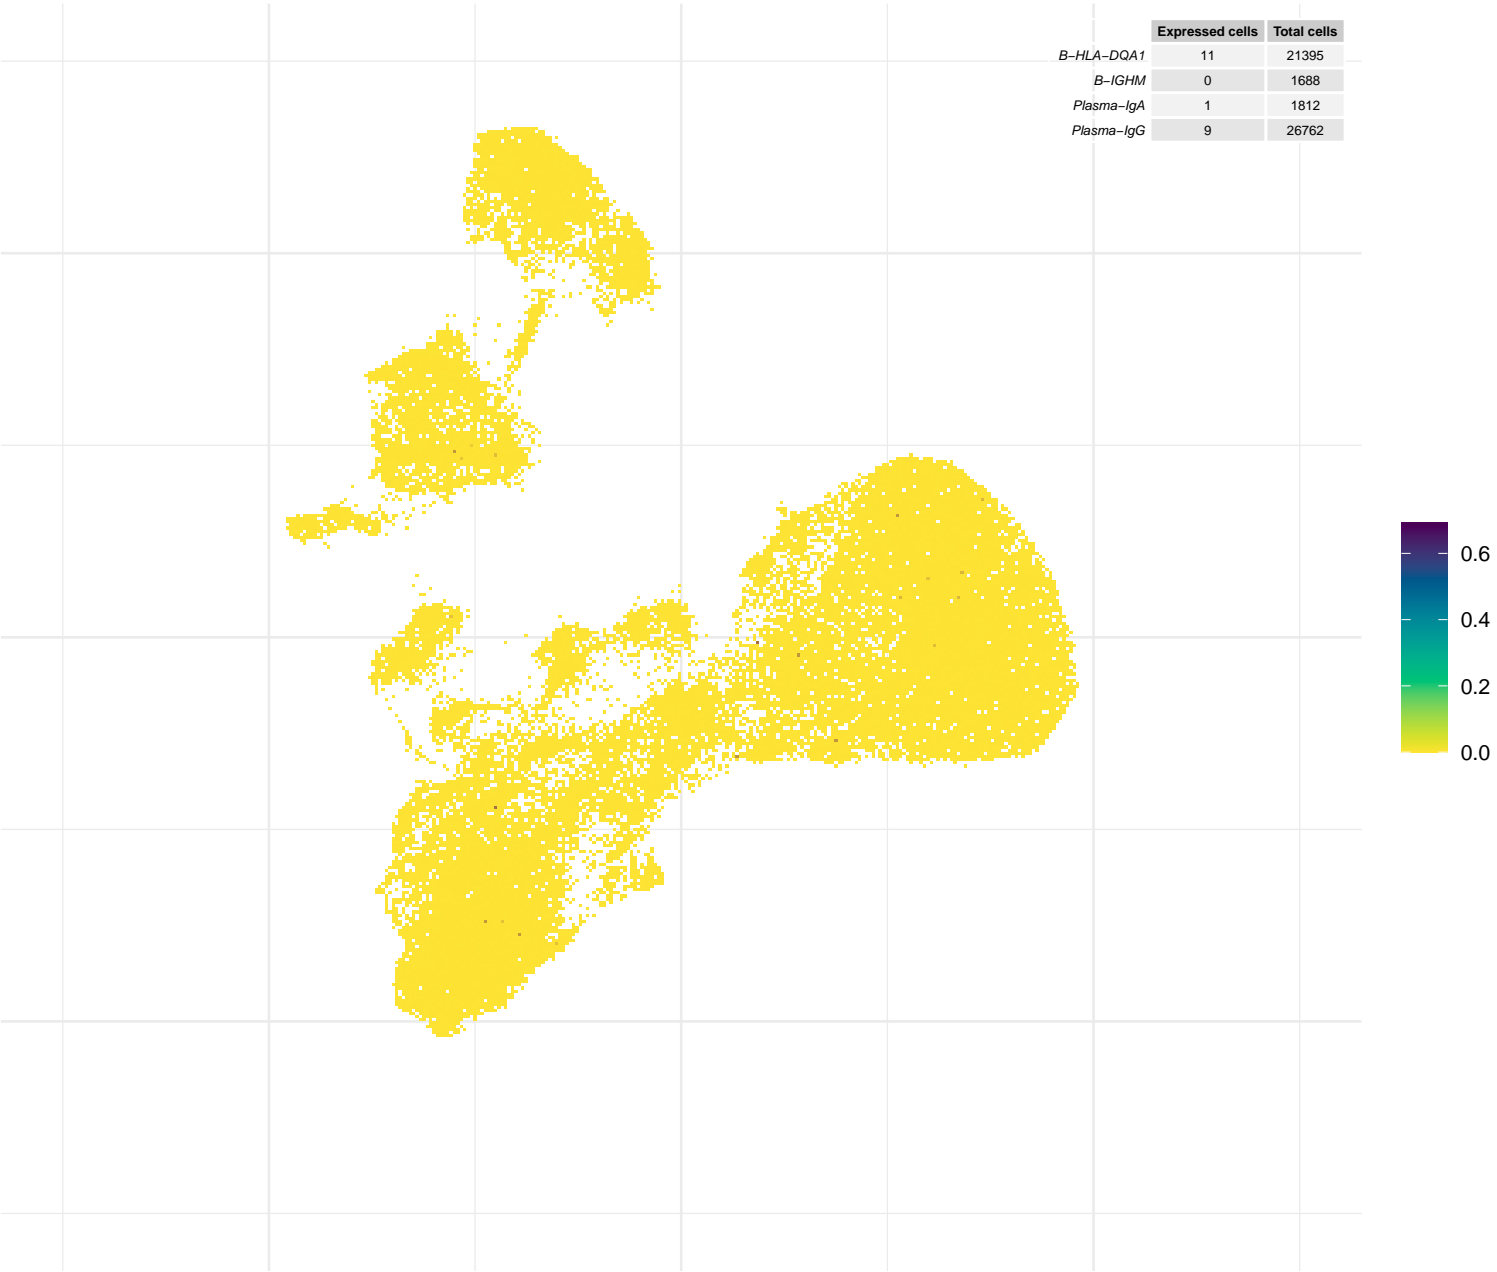 Expressed cells Total cells
B−HLA−DQA1 11 21395
B−IGHM 0 1688
Plasma−IgA 1 1812
Plasma−IgG 9 26762
0.6
0.4
0.2
0.0